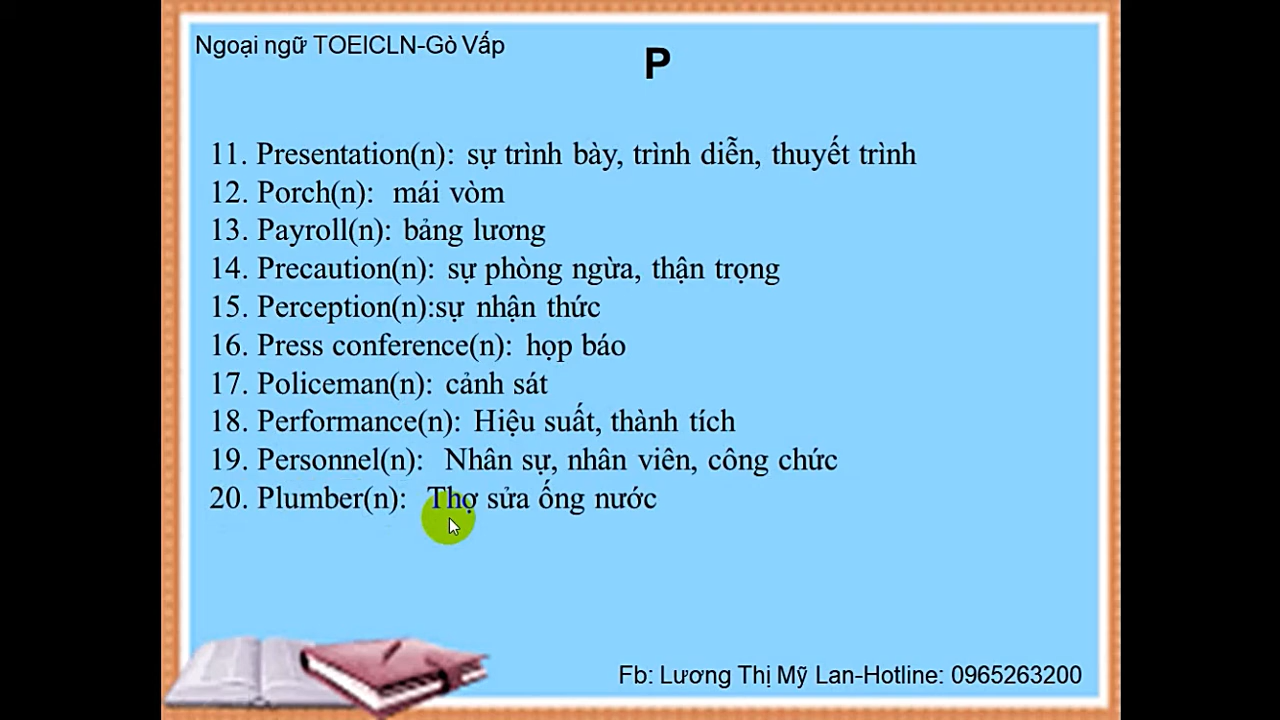 Ngoại ngữ TOEICLN-Gò Vấp
P
11. Presentation(n): sự trình bày, trình diễn, thuyết trình
12. Porch(n): mái vòm
13. Payroll(n): bảng lương
14. Precaution(n): sự phòng ngừa, thận trọng
15. Perception(n):sự nhận thức
16. Press conference(n): họp báo
17. Policeman(n): cảnh sát
18. Performance(n): Hiệu suất, thành tích
19. Personnel(n): Nhân sự, nhân viên, công chức
20. Plumber(n): Thợ sửa ống nước
Fb: Lương Thị Mỹ Lan-Hotline: 0965263200